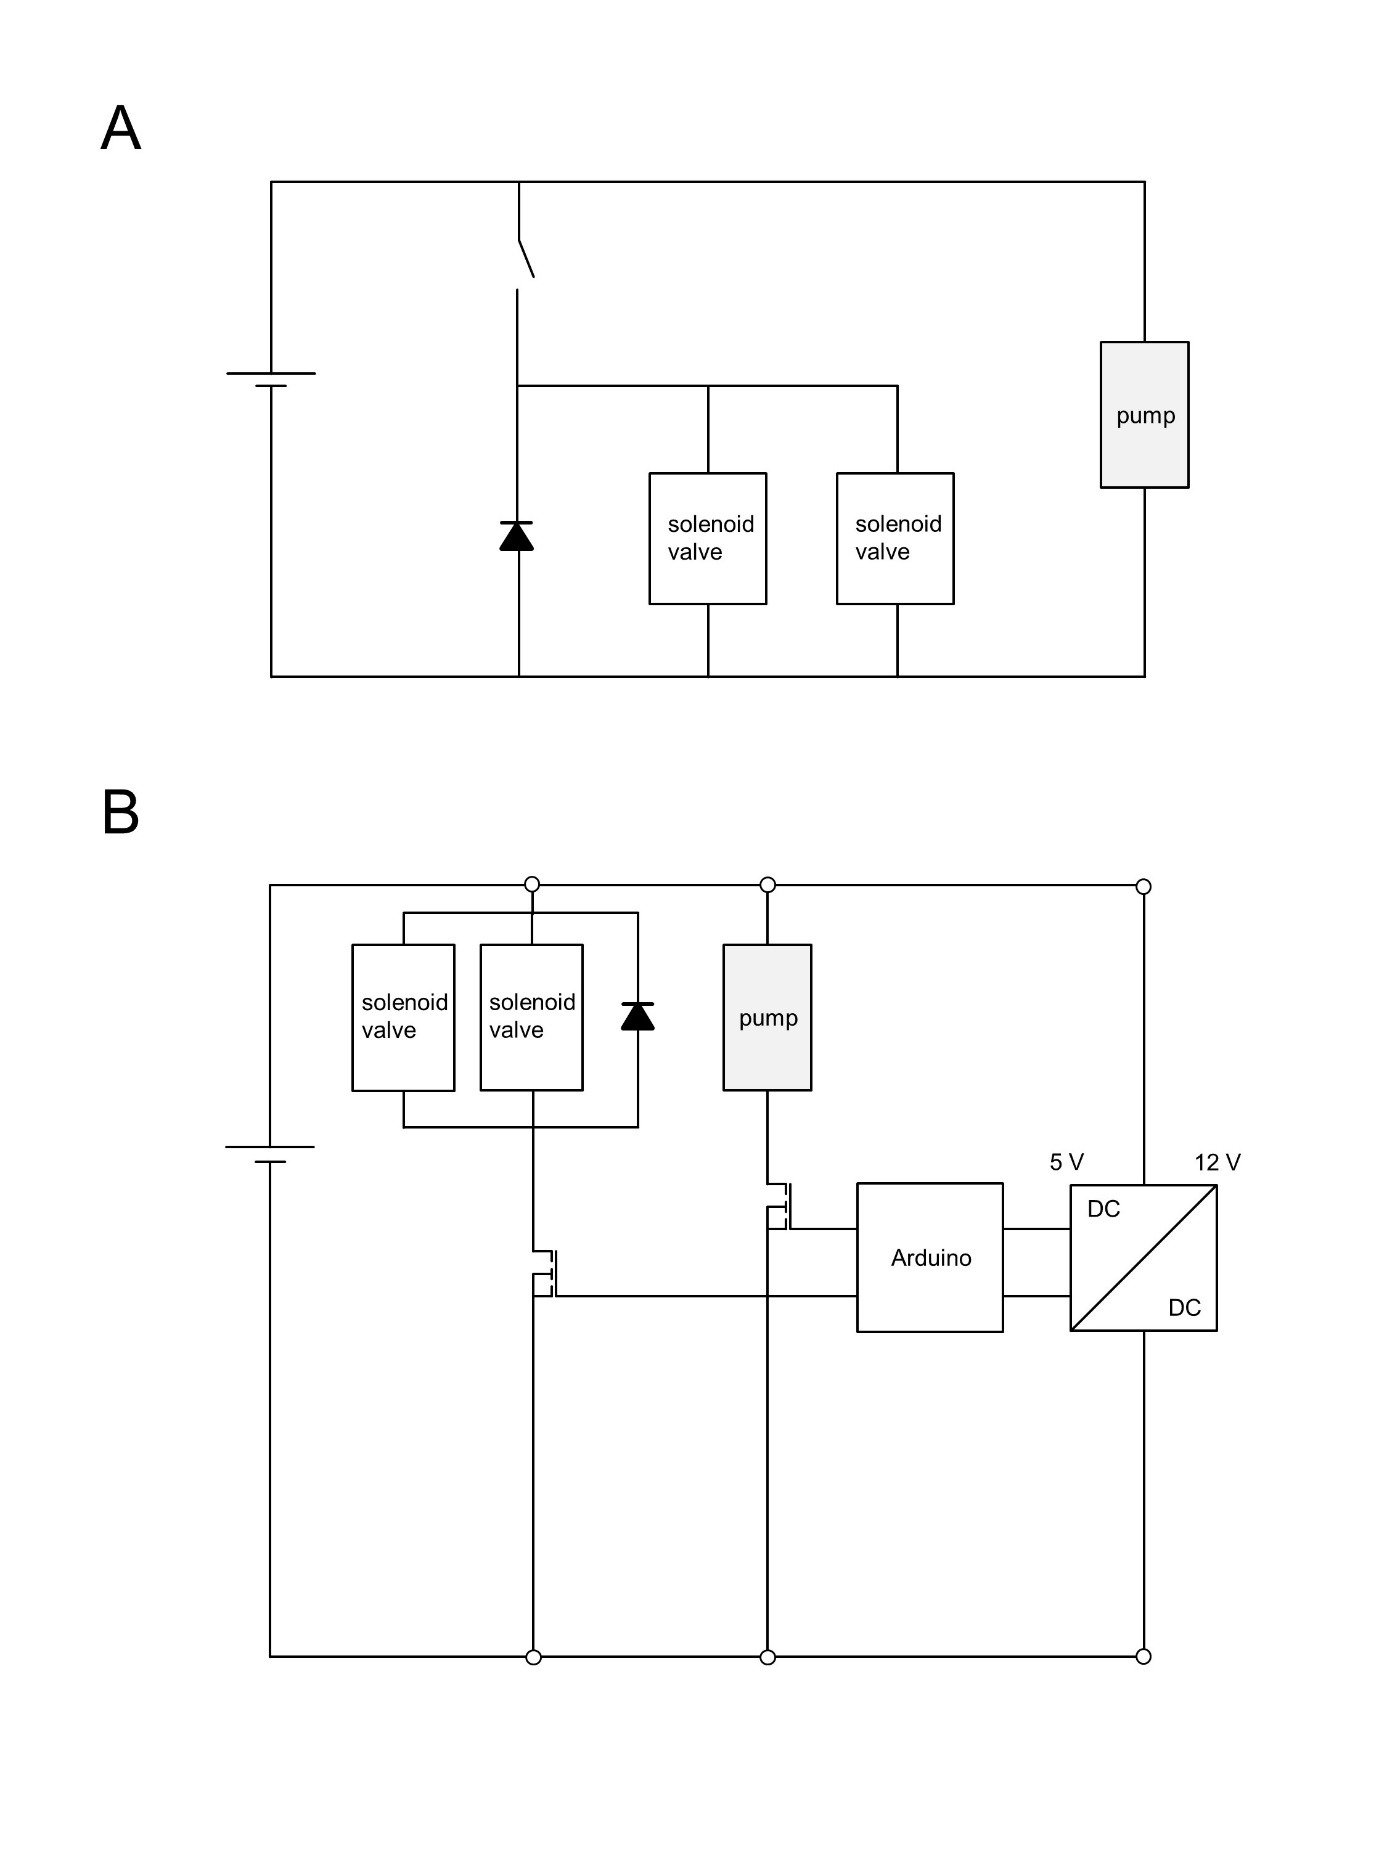 A
pump
solenoid
valve
solenoid
valve
B
solenoid
valve
solenoid
valve
pump
5 V
12 V
DC
Arduino
DC